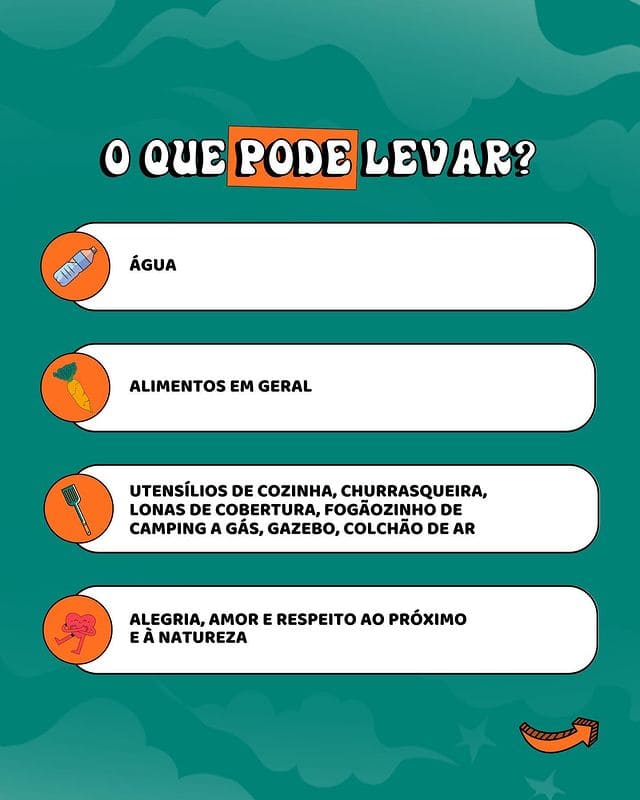 O QUE PODE LEVAR?
ÁGUA
ALIMENTOS EM GERAL
UTENSÍLIOS DE COZINHA, CHURRASQUEIRA,
LONAS DE COBERTURA, FOGÃOZINHO DE
CAMPING A GÁS, GAZEBO, COLCHÃO DE AR
ALEGRIA, AMOR E RESPEITO AO PRÓXIMO
E À NATUREZA